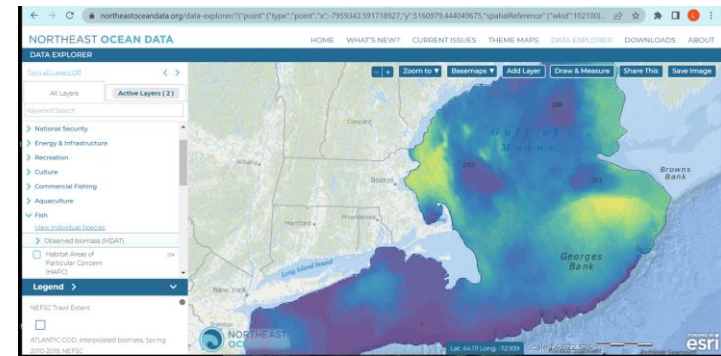 northeastoceandata.org/data-explorer/?{"point":{"type":"point","x":-7959343.591718927,"y":5160979.444049675,"spatialReference":{"wkid":102100}...
NORTHEAST OCEAN DATA
HOME WHAT'S NEW? CURRENT ISSUES THEME MAPS DATA EXPLORER DOWNLOADS ABOUT
DATA EXPLORER
Turn all Layers Off
- + Zoom to ▼ Basemaps ▼ Add Layer Draw & Measure Share This Save Image
All Layers Active Layers ( 2 )
Keyword Search
National Security
Energy & Infrastructure
Recreation
Culture
Commercial Fishing
Aquaculture
Fish
View Individual Species
Observed biomass (MDAT)
Habitat Areas of
Particular Concern
(HAPC)
Legend
NEFSC Trawl Extent
ATLANTIC COD, interpolated biomass, Spring
2010-2019, NEFSC
Concord
Albany
Boston
Hartford
Providence
Long Island Sound
New York
Trenton
Gulf of
Maine
Browns
Bank
Georges
Bank
NORTHEAST
Lat: 44.111 Long: -72.939
POWERED BY
esri